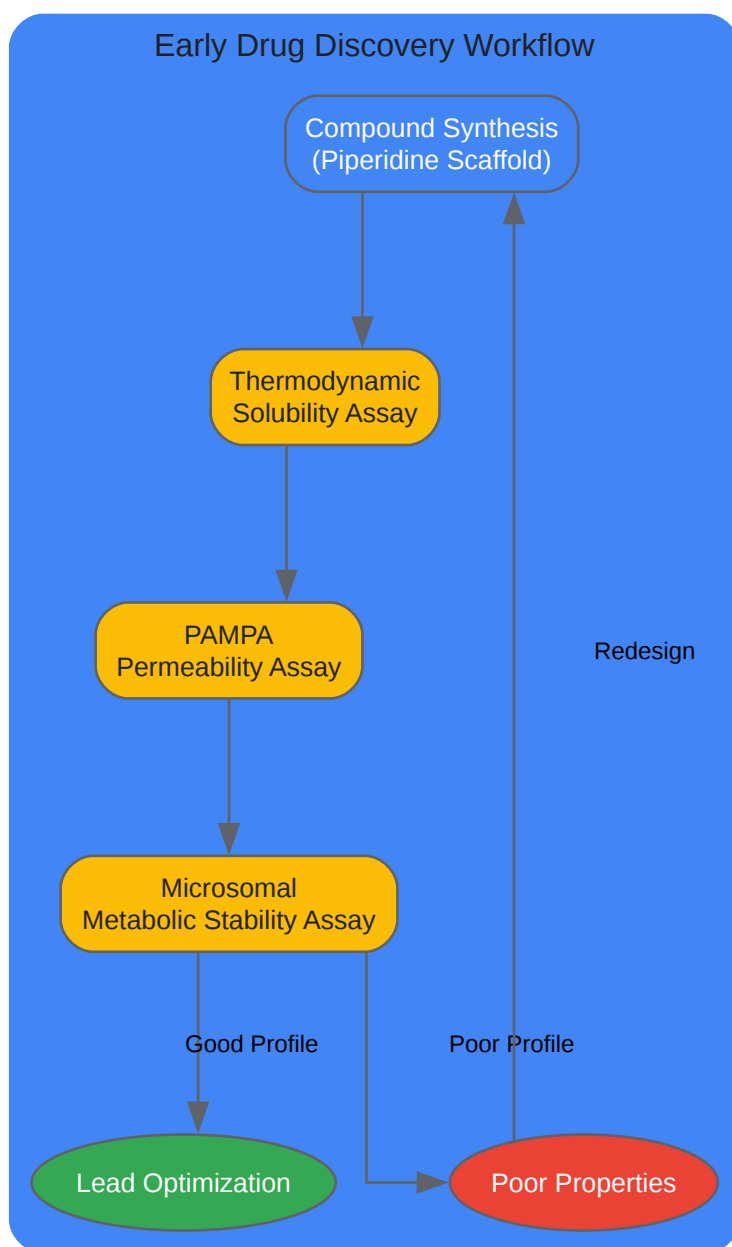 Early Drug Discovery Workflow
Compound Synthesis
(Piperidine Scaffold)
Thermodynamic
Solubility Assay
PAMPA
Permeability Assay
Redesign
Microsomal
Metabolic Stability Assay
Good Profile
Poor Profile
Lead Optimization
Poor Properties